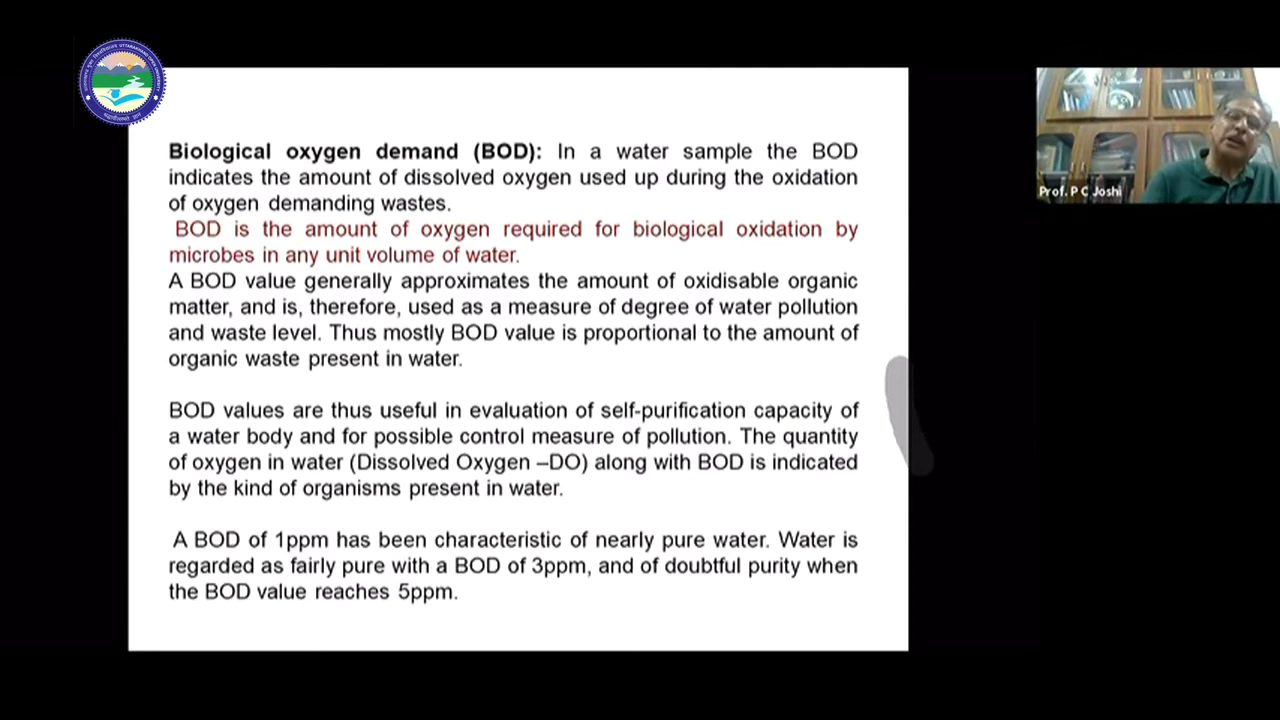 Biological oxygen demand (BOD): In a water sample the BOD
indicates the amount of dissolved oxygen used up during the oxidation
of oxygen demanding wastes.
BOD is the amount of oxygen required for biological oxidation by
microbes in any unit volume of water.
A BOD value generally approximates the amount of oxidisable organic
matter, and is, therefore, used as a measure of degree of water pollution
and waste level. Thus mostly BOD value is proportional to the amount of
organic waste present in water.
BOD values are thus useful in evaluation of self-purification capacity of
a water body and for possible control measure of pollution. The quantity
of oxygen in water (Dissolved Oxygen –DO) along with BOD is indicated
by the kind of organisms present in water.
A BOD of 1ppm has been characteristic of nearly pure water. Water is
regarded as fairly pure with a BOD of 3ppm, and of doubtful purity when
the BOD value reaches 5ppm.
Prof. P C Joshi